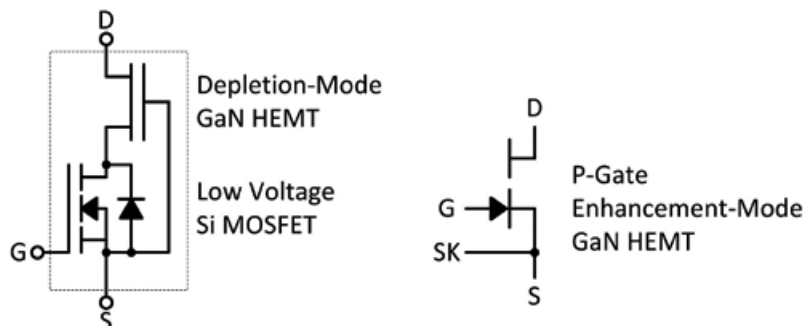 D
Depletion-Mode
GaN HEMT
Low Voltage
Si MOSFET
G
S
D
G
SK
S
P-Gate
Enhancement-Mode
GaN HEMT